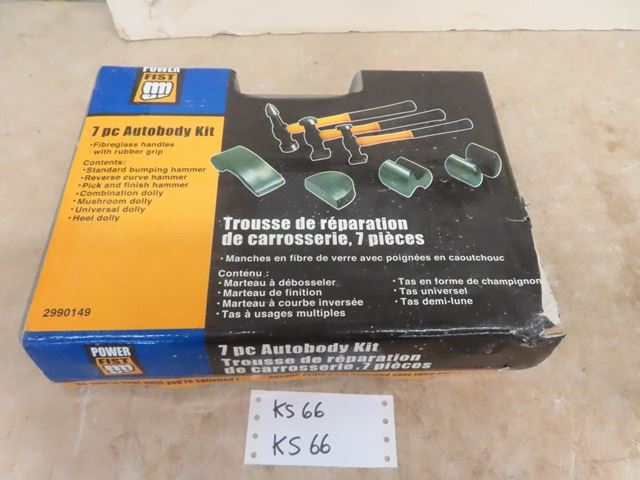 POWER
FIST
7 pc Autobody Kit
•Fibreglass handles
with rubber grip
Contents:
•Standard bumping hammer
•Reverse curve hammer
•Pick and finish hammer
•Combination dolly
•Mushroom dolly
•Universal dolly
•Heel dolly
2990149
Trousse de réparation
de carrosserie, 7 pièces
• Manches en fibre de verre avec poignées en caoutchouc
Contenu :
• Marteau à débosseler
• Marteau de finition
• Marteau à courbe inversée
• Tas à usages multiples
• Tas en forme de champignon
• Tas universel
• Tas demi-lune
POWER
FIST
7 pc Autobody Kit
Trousse de réparation
de carrosserie, 7 pièces
KS 66
KS 66